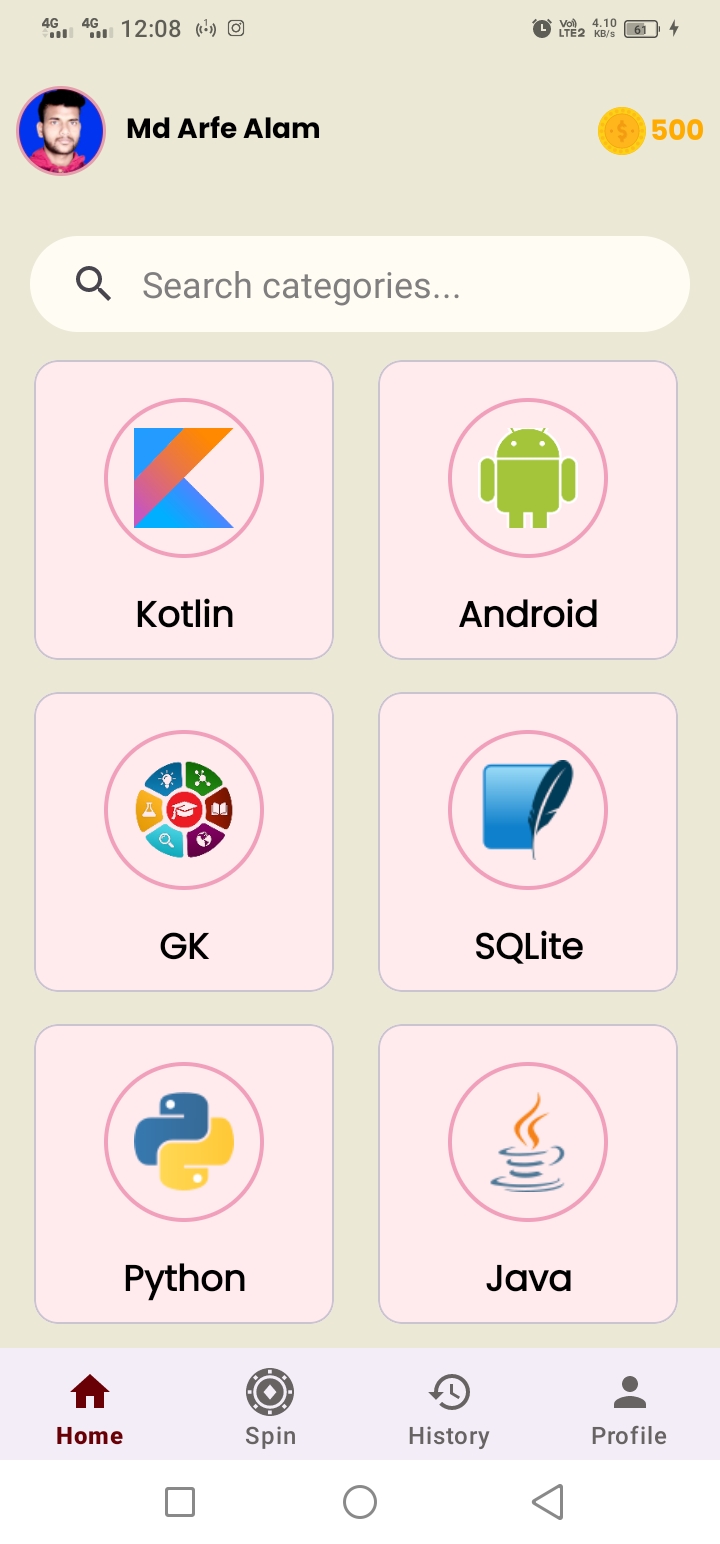 4G 4G 12:08 Vo) LTE2 4.10 KB/s 61
Md Arfe Alam 500
Search categories...
Kotlin Android
GK SQLite
Python Java
Home Spin History Profile